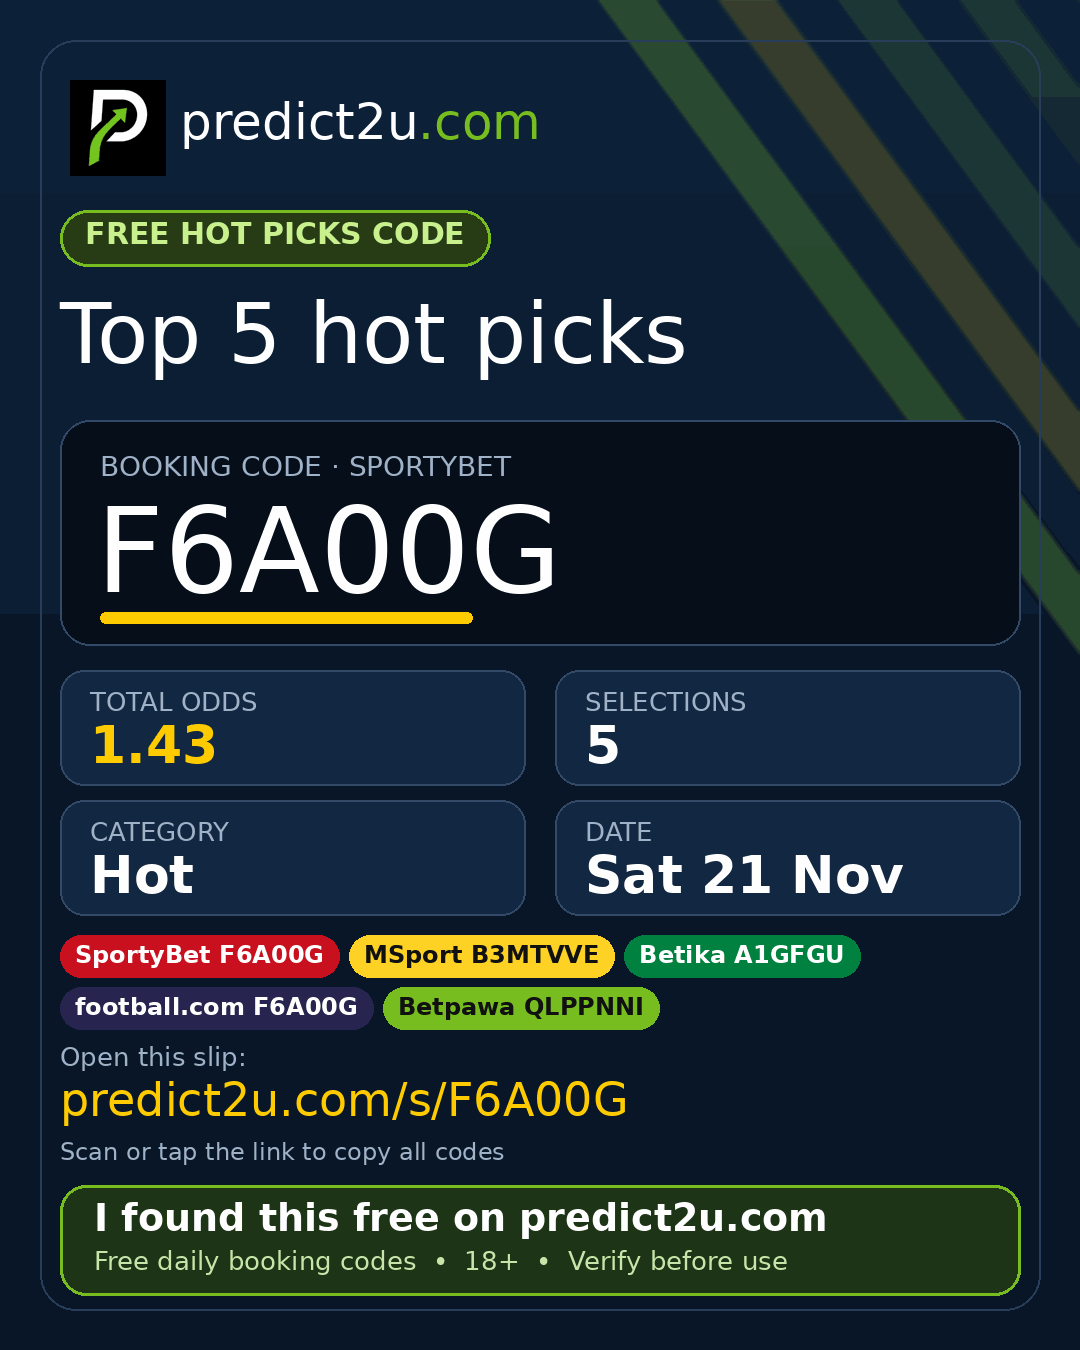 predict2u.com
FREE HOT PICKS CODE
Top 5 hot picks
BOOKING CODE · SPORTYBET
F6A00G
TOTAL ODDS
1.43
SELECTIONS
5
CATEGORY
Hot
DATE
Sat 21 Nov
SportyBet F6A00G
MSport B3MTVVE
Betika A1GFGU
football.com F6A00G
Betpawa QLPPNNI
Open this slip:
predict2u.com/s/F6A00G
Scan or tap the link to copy all codes
I found this free on predict2u.com
Free daily booking codes • 18+ • Verify before use